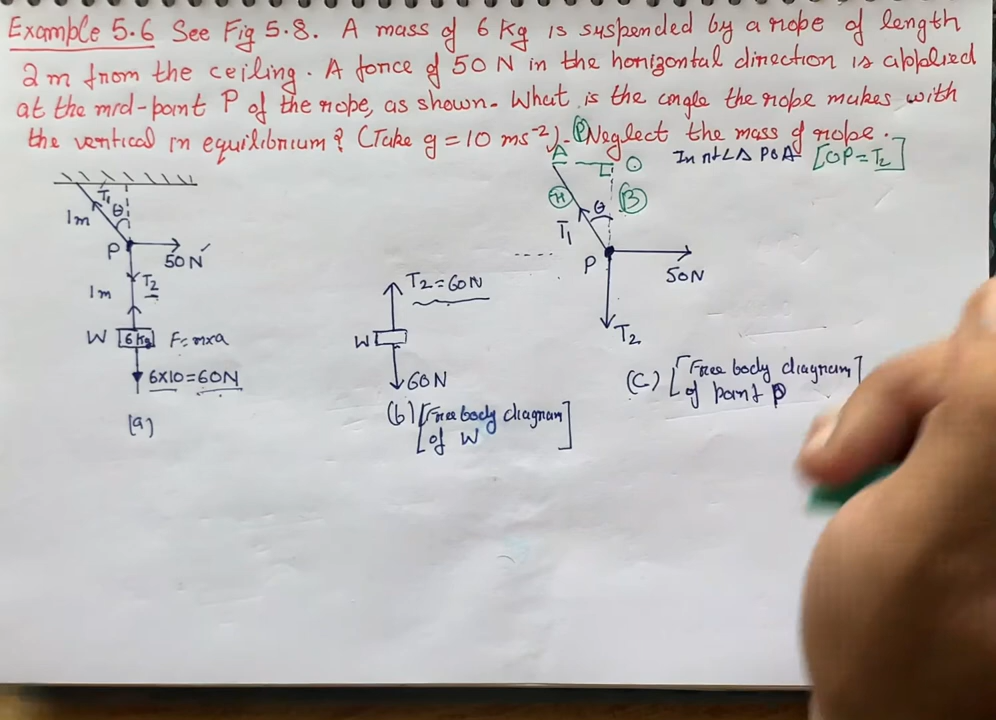 Example 5.6 See Fig 5.8. A mass of 6 Kg is suspended by a rope of length
2m from the ceiling. A force of 50 N in the horizontal direction is applied
at the mid-point P of the rope, as shown. What is the angle the rope makes with
the vertical in equilibrium? (Take g = 10 ms⁻²). Neglect the mass of rope.
P
A
O
In rt∠Δ POA [OP=T₂]
H
B
θ
T₁
P
50N
T₂
(C) [Free body diagram
of point P]
T₁
θ
1m
P
50N
T₂
1m
W 6 kg F=mxa
6x10=60N
(a)
T₂=60N
W
60N
(b) [Free body diagram
of W]